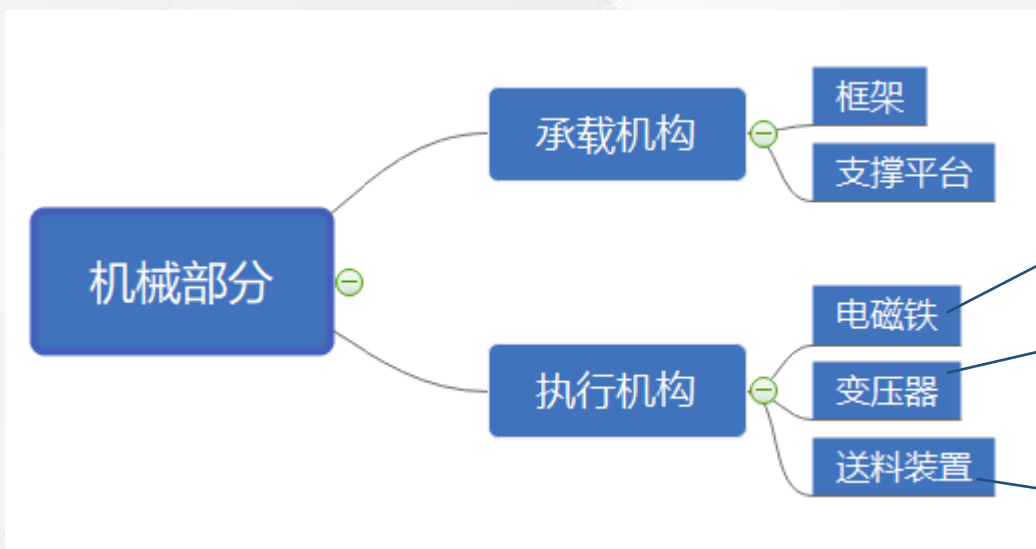 机械部分
承载机构
框架
支撑平台
执行机构
电磁铁
变压器
送料装置